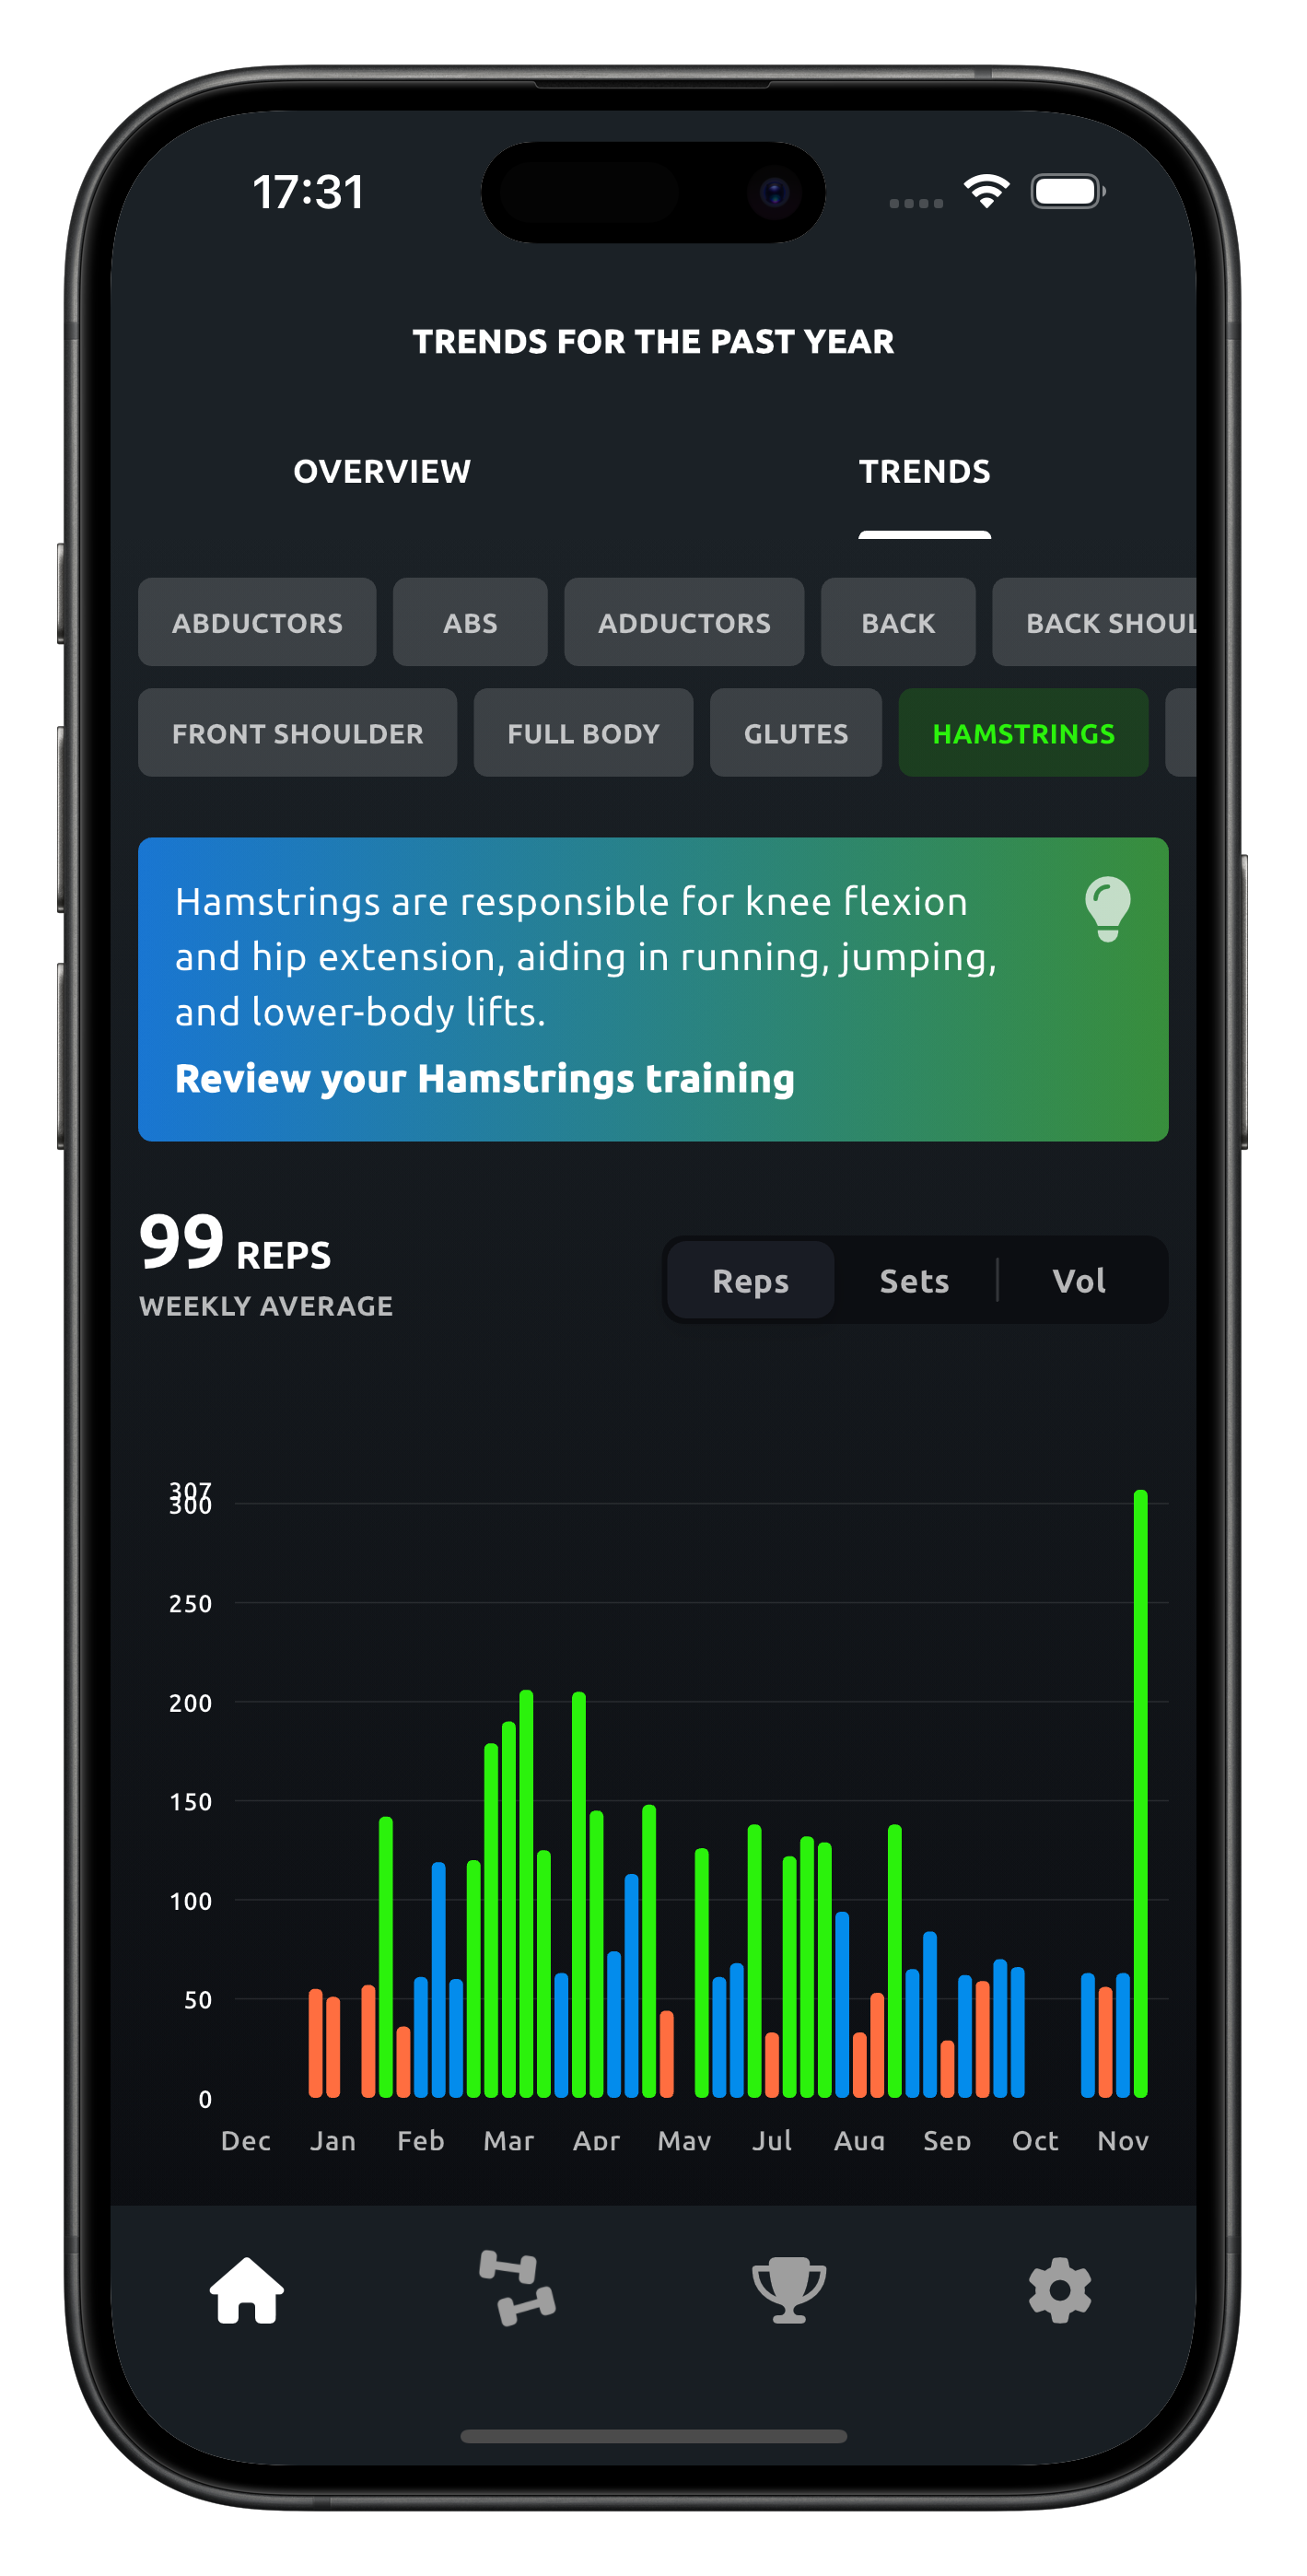 17:31
TRENDS FOR THE PAST YEAR
OVERVIEW TRENDS
ABDUCTORS ABS ADDUCTORS BACK BACK SHOUL
FRONT SHOULDER FULL BODY GLUTES HAMSTRINGS
Hamstrings are responsible for knee flexion
and hip extension, aiding in running, jumping,
and lower-body lifts.
Review your Hamstrings training
99 REPS
WEEKLY AVERAGE
Reps Sets Vol
307
300
250
200
150
100
50
0
Dec Jan Feb Mar Apr May Jul Aug Sep Oct Nov